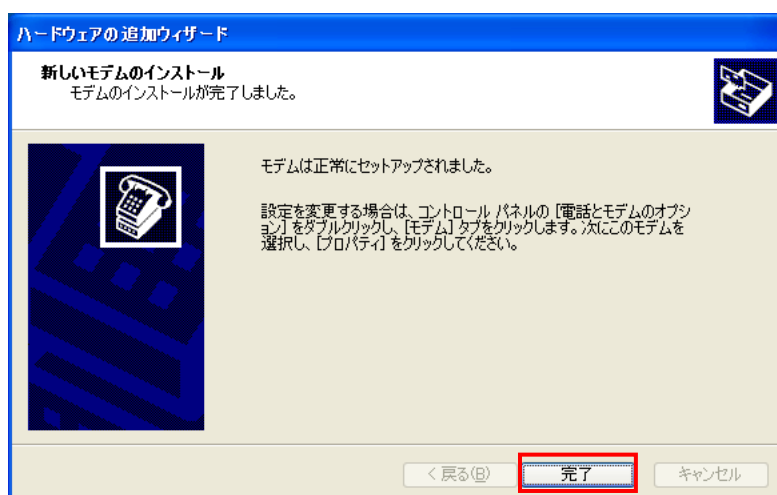 ハードウェアの追加ウィザード
新しいモデムのインストール
モデムのインストールが完了しました。
モデムは正常にセットアップされました。
設定を変更する場合は、コントロール パネルの [電話とモデムのオプシ
ョン] をダブルクリックし、[モデム] タブをクリックします。次にこのモデムを
選択し、[プロパティ] をクリックしてください。
< 戻る(B) 完了 キャンセル